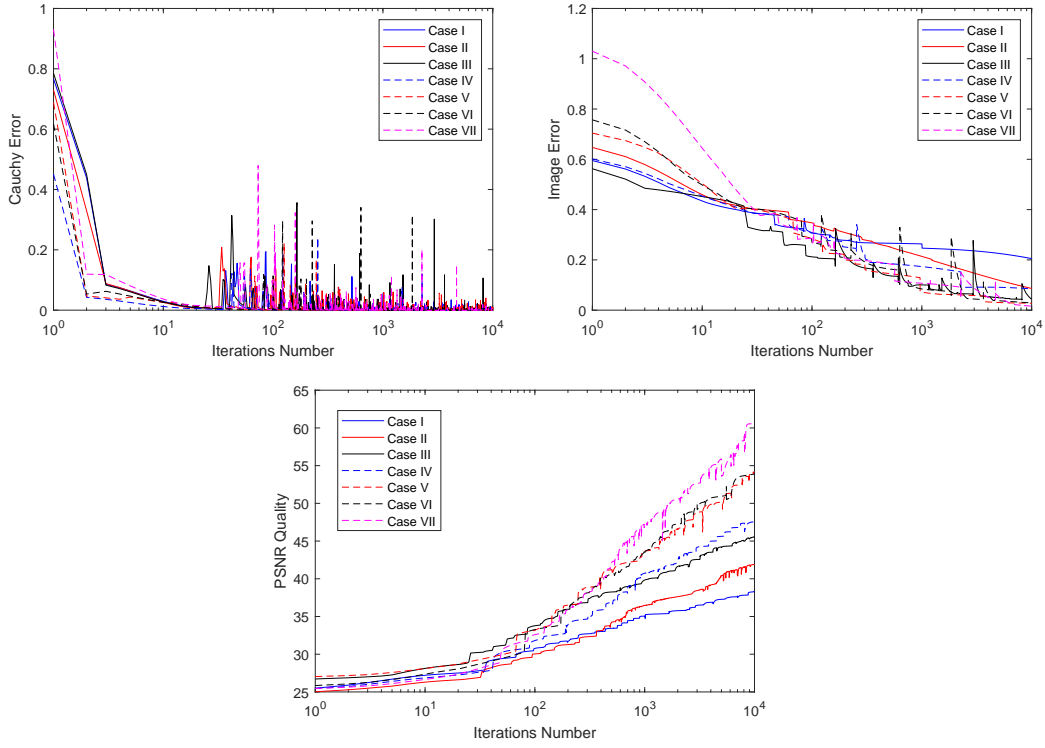 1
0.8
0.6
0.4
0.2
0
Cauchy Error
10^0
10^1
10^2
10^3
10^4
Iterations Number
Case I
Case II
Case III
Case IV
Case V
Case VI
Case VII
1.2
1
0.8
0.6
0.4
0.2
0
Image Error
10^0
10^1
10^2
10^3
10^4
Iterations Number
Case I
Case II
Case III
Case IV
Case V
Case VI
Case VII
65
60
55
50
45
40
35
30
25
PSNR Quality
10^0
10^1
10^2
10^3
10^4
Iterations Number
Case I
Case II
Case III
Case IV
Case V
Case VI
Case VII